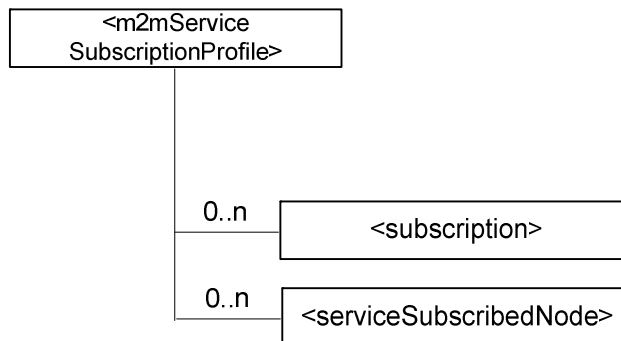 <m2mService
SubscriptionProfile>
0..n
<subscription>
0..n
<serviceSubscribedNode>